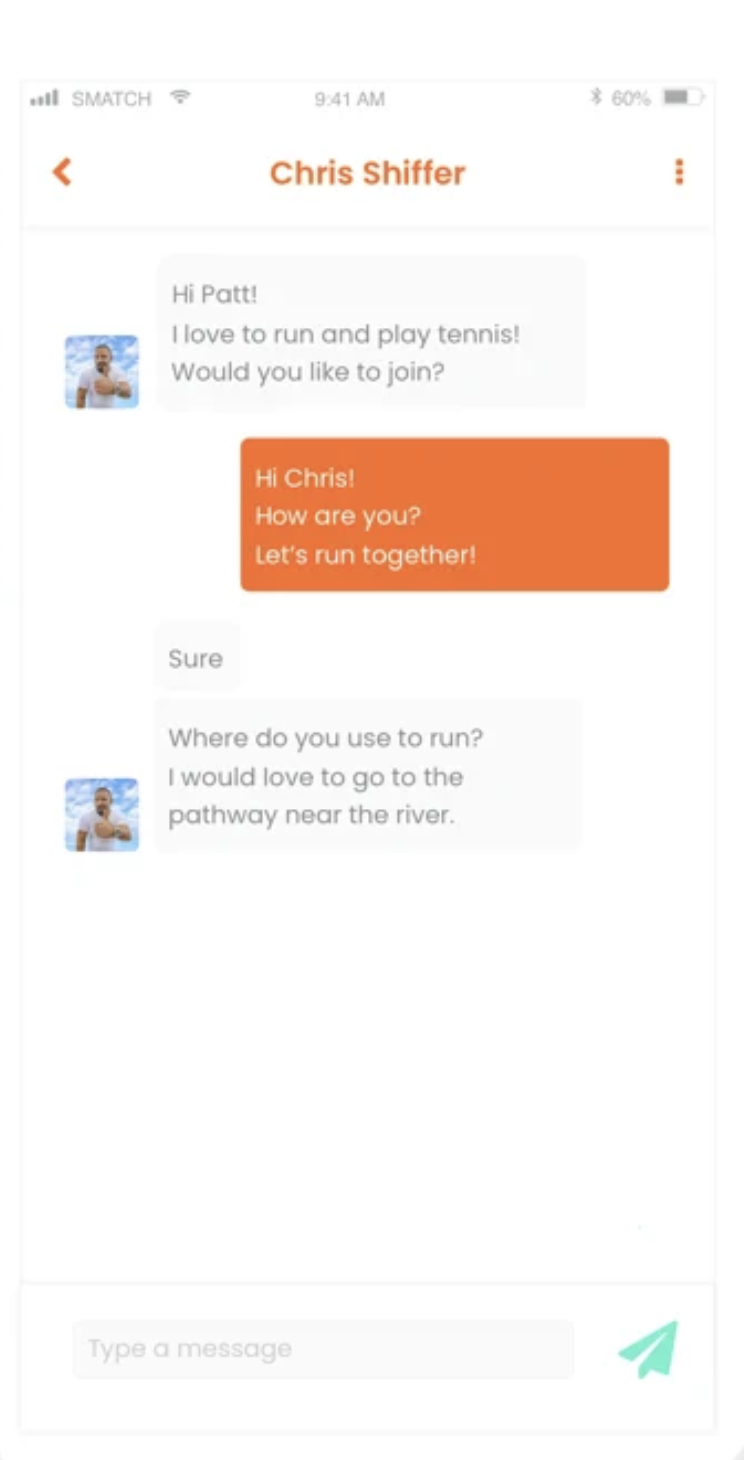 SMATCH 9:41 AM 60%
Chris Shiffer
Hi Patt!
I love to run and play tennis!
Would you like to join?
Hi Chris!
How are you?
Let's run together!
Sure
Where do you use to run?
I would love to go to the
pathway near the river.
Type a message